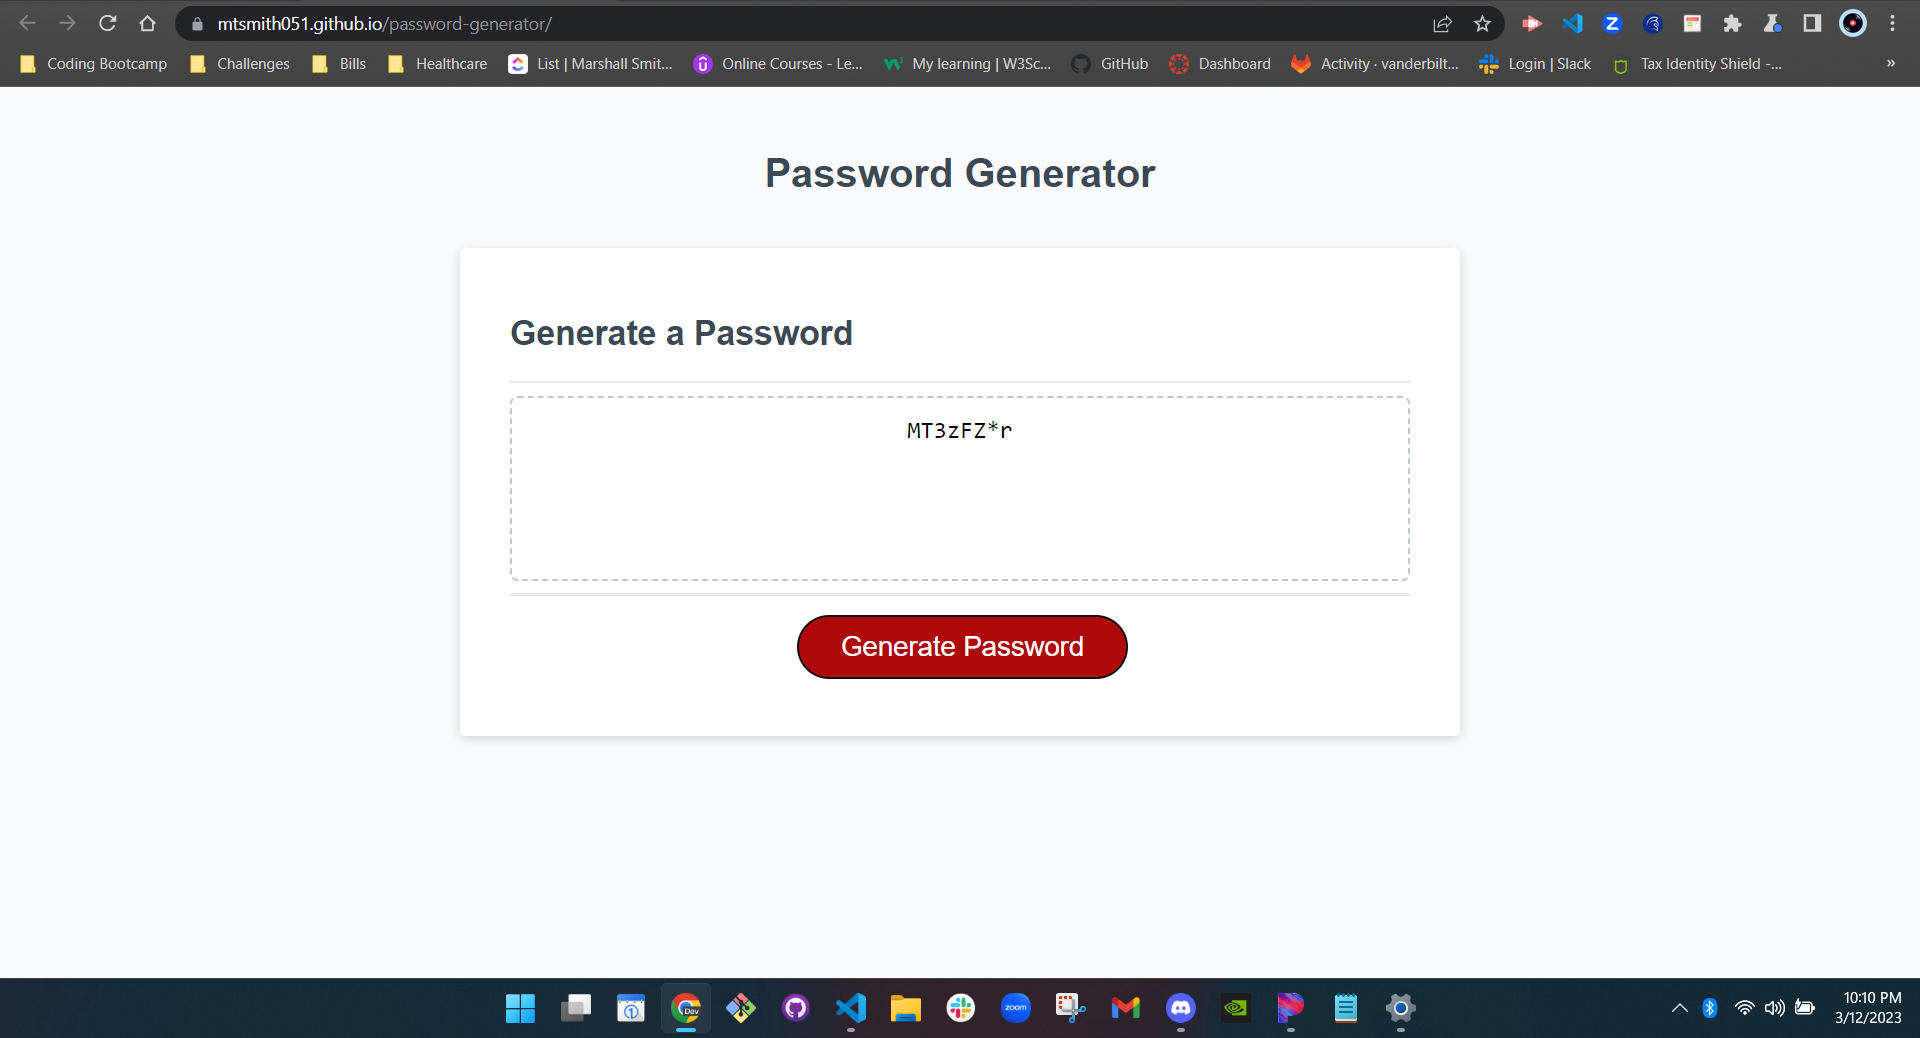 mtsmith051.github.io/password-generator/
Coding Bootcamp
Challenges
Bills
Healthcare
List | Marshall Smit...
Online Courses - Le...
My learning | W3Sc...
GitHub
Dashboard
Activity · vanderbilt...
Login | Slack
Tax Identity Shield -...
»
Password Generator
Generate a Password
MT3zFZ*r
Generate Password
Dev
zoom
10:10 PM
3/12/2023